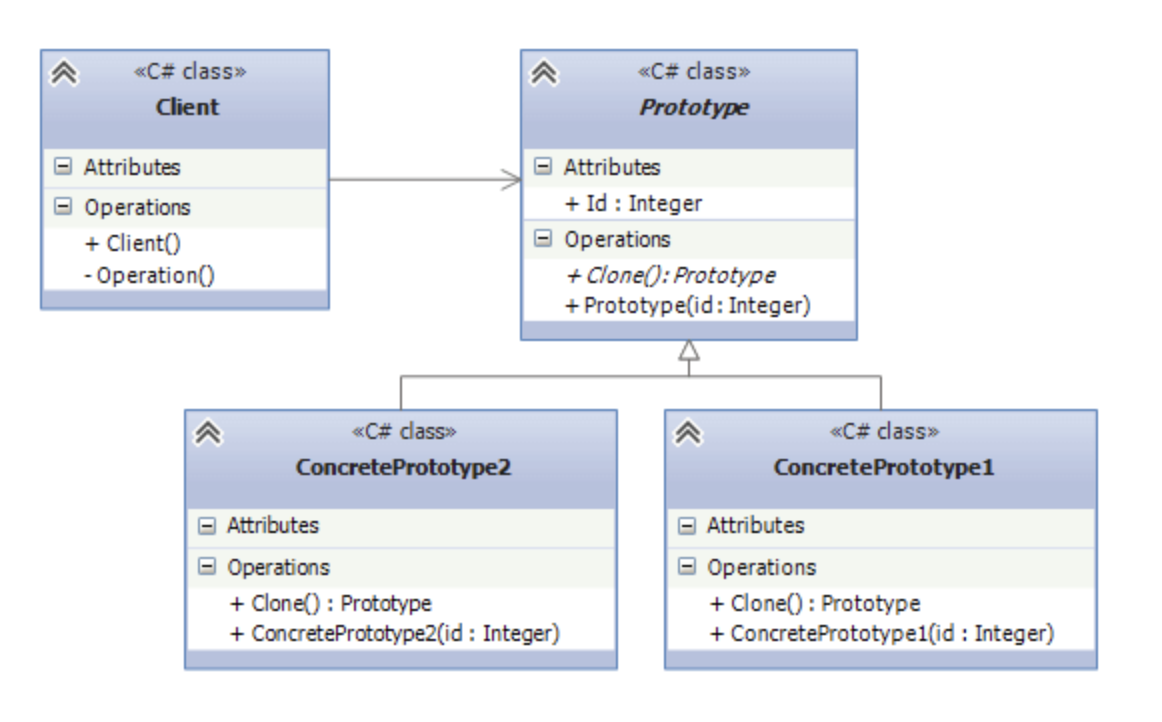 «C# class»
Client
Attributes
Operations
+ Client()
- Operation()
«C# class»
Prototype
Attributes
+ Id : Integer
Operations
+ Clone(): Prototype
+ Prototype(id : Integer)
«C# class»
ConcretePrototype2
Attributes
Operations
+ Clone() : Prototype
+ ConcretePrototype2(id : Integer)
«C# class»
ConcretePrototype1
Attributes
Operations
+ Clone() : Prototype
+ ConcretePrototype1(id : Integer)